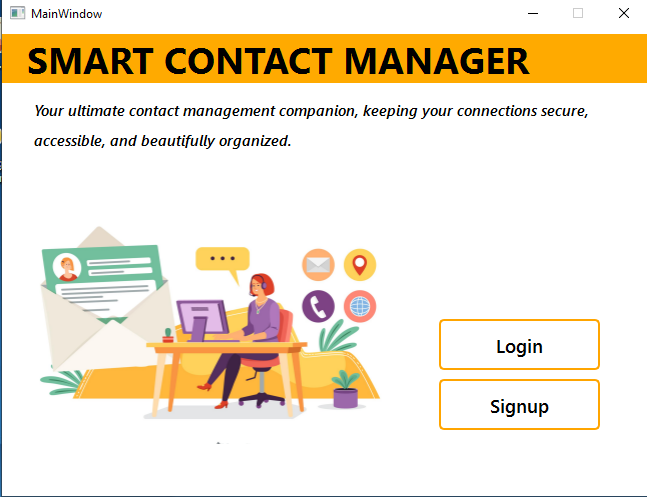 MainWindow
SMART CONTACT MANAGER
Your ultimate contact management companion, keeping your connections secure,
accessible, and beautifully organized.
Login
Signup